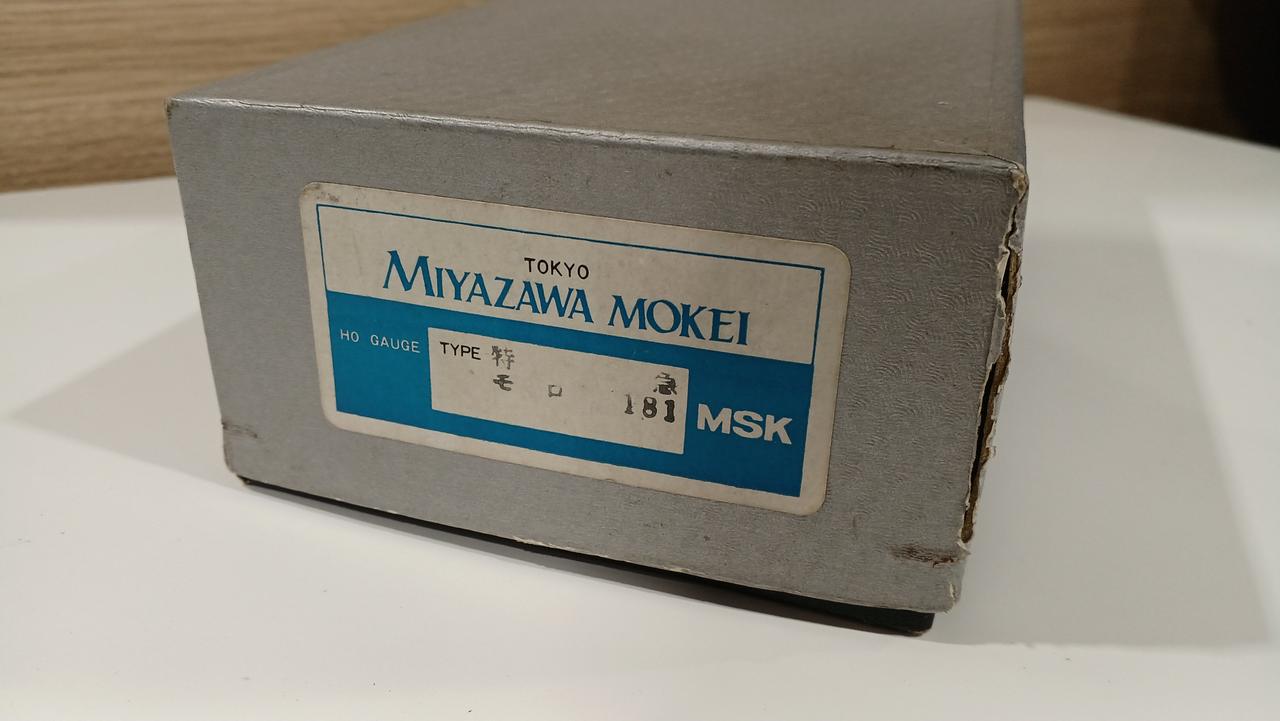 TOKYO
MIYAZAWA MOKEI
HO GAUGE
TYPE 特 急
モ ロ 181
MSK